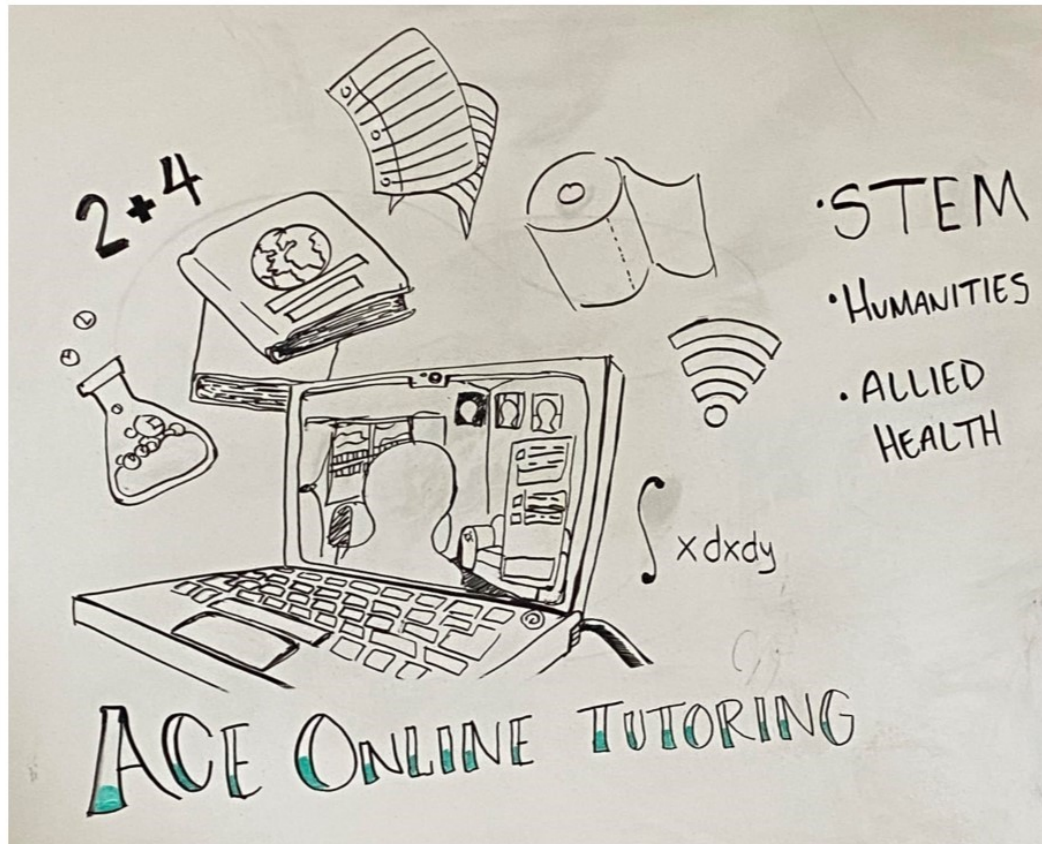 2+4
·STEM
·HUMANITIES
·ALLIED
HEALTH
∫xdxdy
ACE ONLINE TUTORING